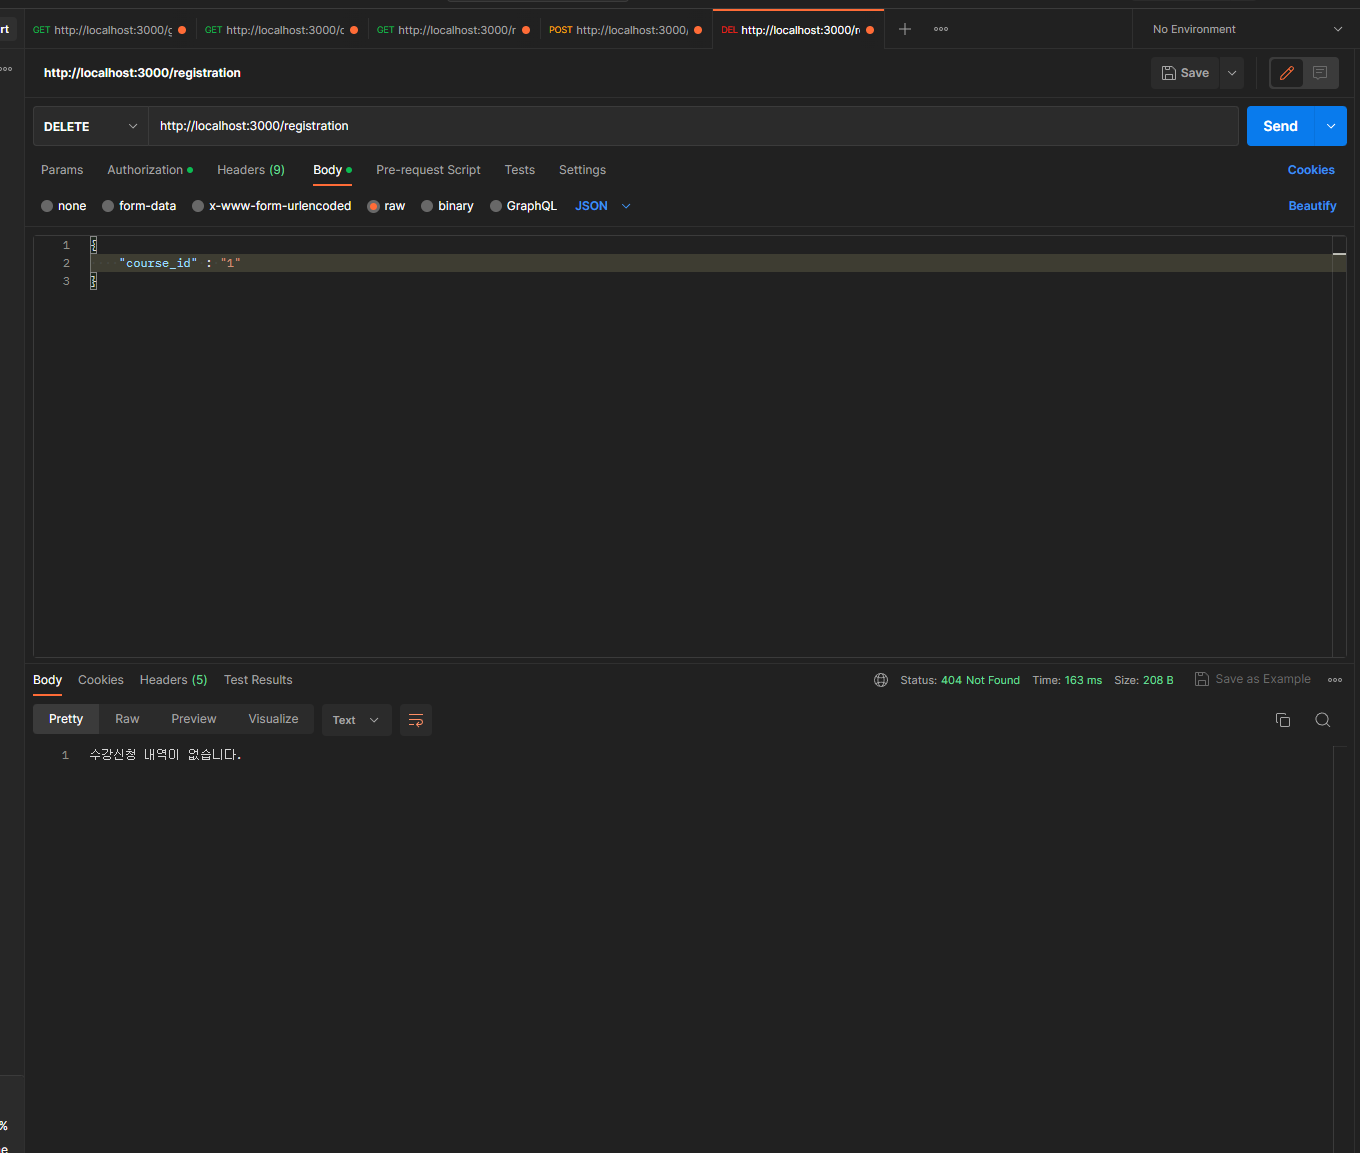 rt
GET http://localhost:3000/g
GET http://localhost:3000/c
GET http://localhost:3000/r
POST http://localhost:3000/
DEL http://localhost:3000/r
No Environment
http://localhost:3000/registration
Save
DELETE
http://localhost:3000/registration
Send
Params Authorization Headers (9) Body Pre-request Script Tests Settings
Cookies
none form-data x-www-form-urlencoded raw binary GraphQL JSON
Beautify
1 {
2 "course_id" : "1"
3 }
Body Cookies Headers (5) Test Results
Status: 404 Not Found Time: 163 ms Size: 208 B
Save as Example
Pretty Raw Preview Visualize Text
1 수강신청 내역이 없습니다.
%
e